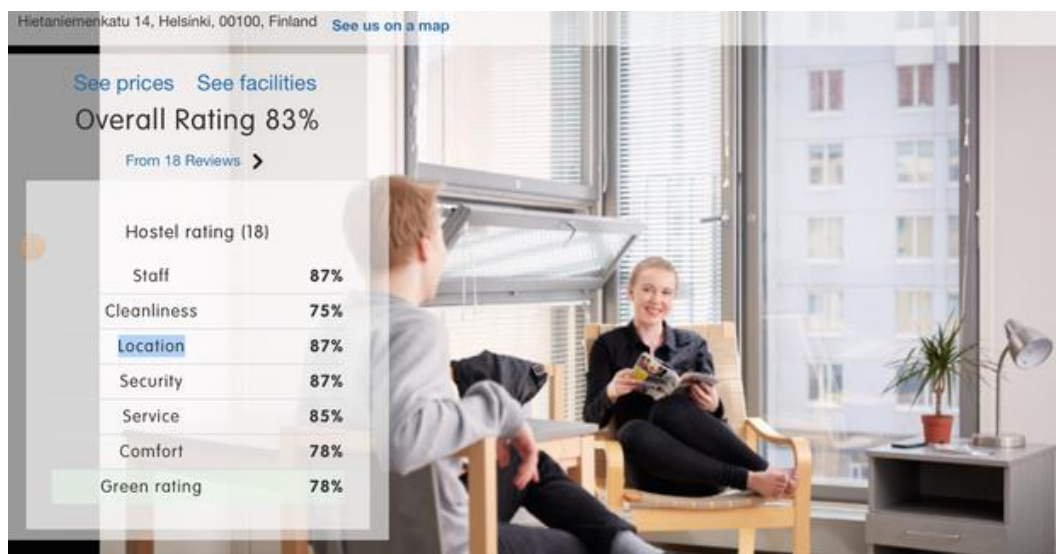 Hietaniemenkatu 14, Helsinki, 00100, Finland See us on a map
See prices See facilities
Overall Rating 83%
From 18 Reviews
Hostel rating (18)
Staff 87%
Cleanliness 75%
Location 87%
Security 87%
Service 85%
Comfort 78%
Green rating 78%